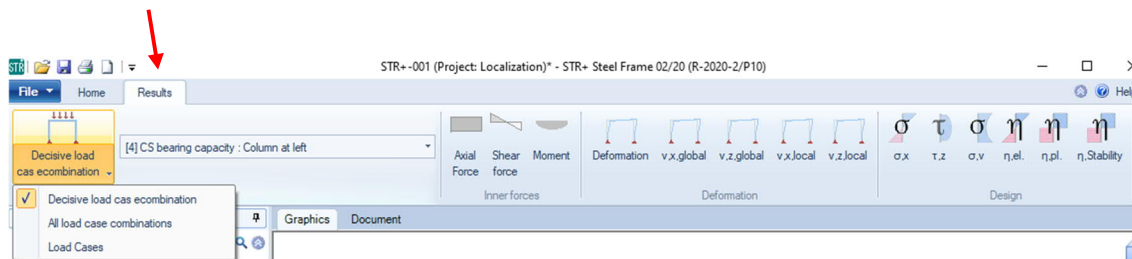 STR
STR+-001 (Project: Localization)* - STR+ Steel Frame 02/20 (R-2020-2/P10)
File Home Results Help
Decisive load
cas ecombination
[4] CS bearing capacity : Column at left
Axial Force
Shear force
Moment
Inner forces
Deformation v,x,global v,z,global v,x,local v,z,local
Deformation
σ σ,x
τ τ,z
σ σ,v
η η,el.
η η,pl.
η η,Stability
Design
Decisive load cas ecombination
All load case combinations
Load Cases
Graphics Document